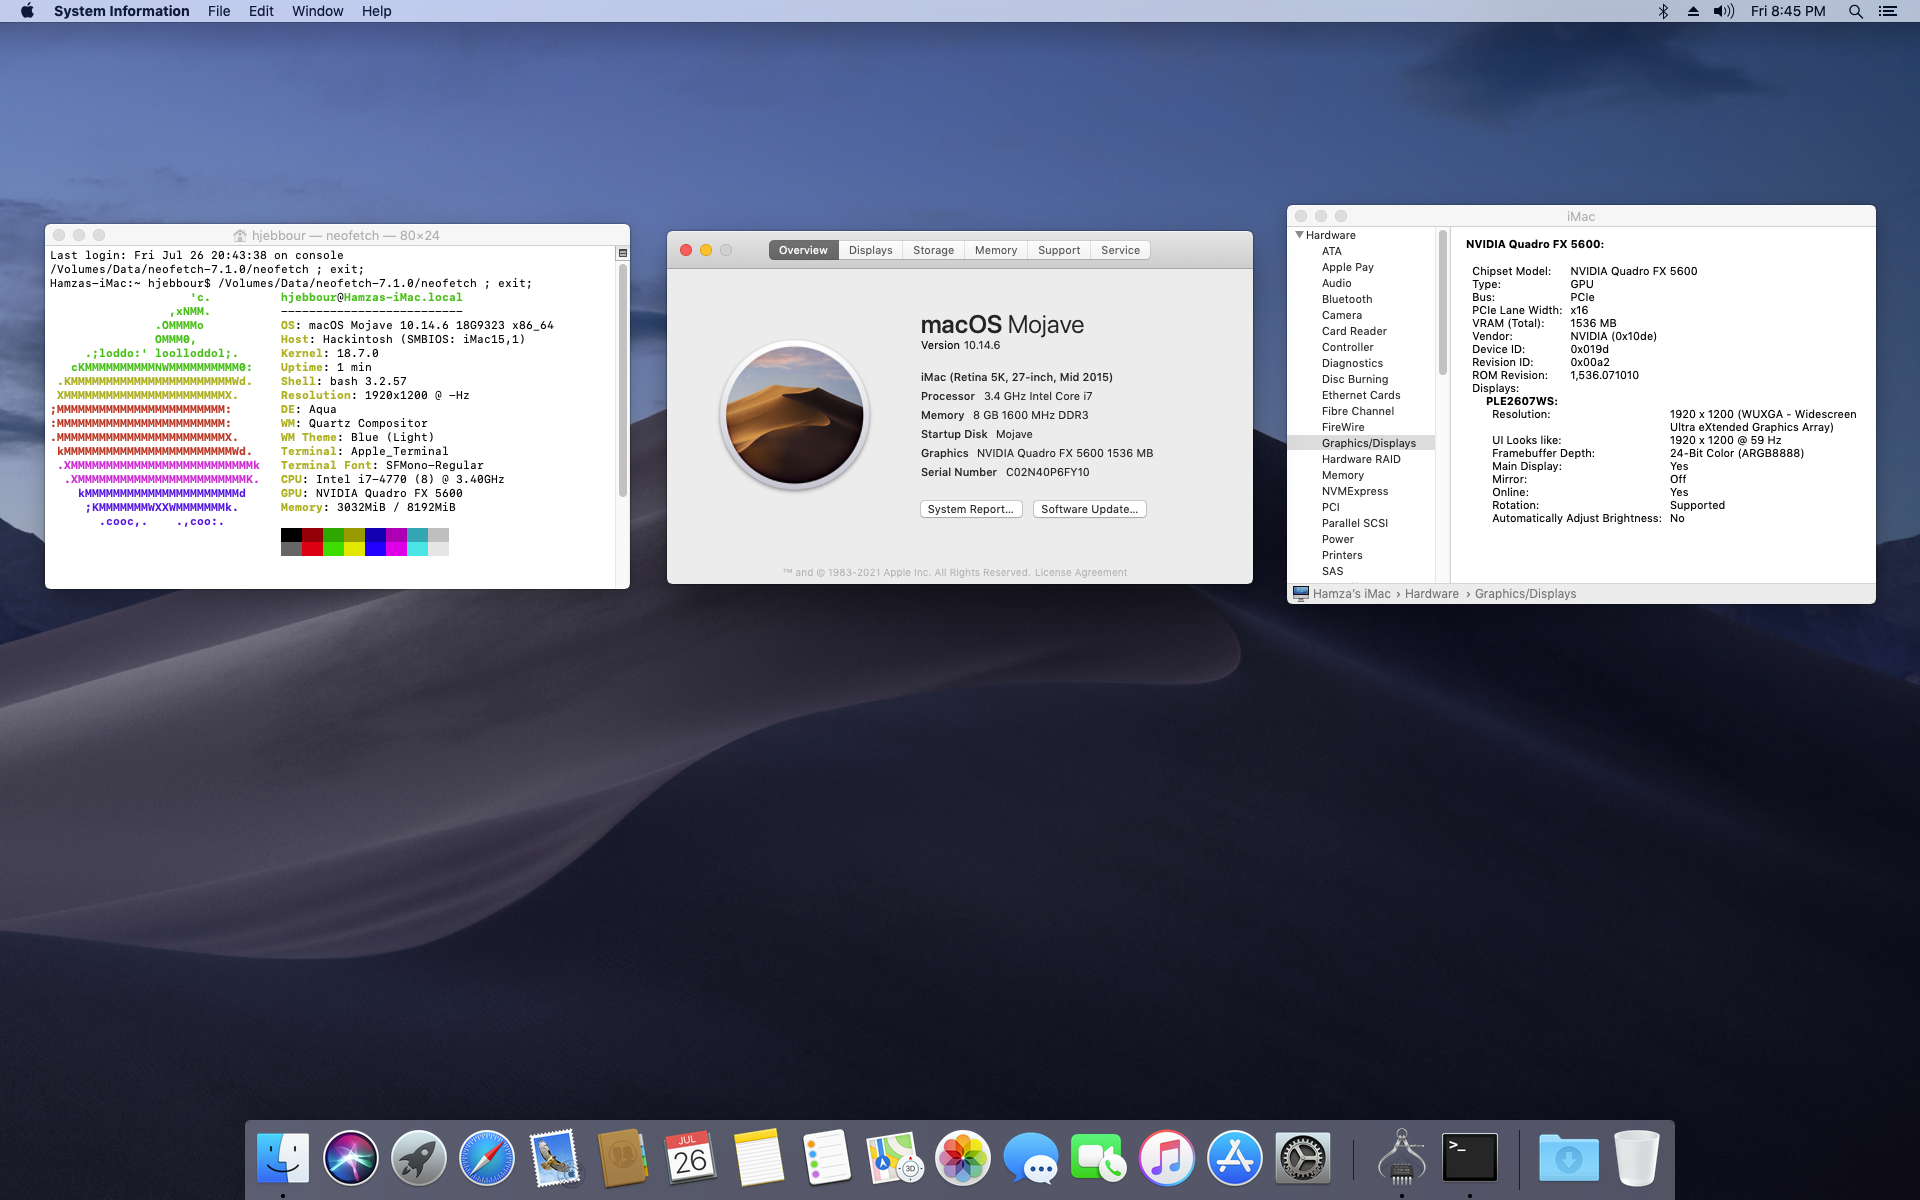 System Information File Edit Window Help
Fri 8:45 PM
hjebbour — neofetch — 80×24
Last login: Fri Jul 26 20:43:38 on console
/Volumes/Data/neofetch-7.1.0/neofetch ; exit;
Hamzas-iMac:~ hjebbour$ /Volumes/Data/neofetch-7.1.0/neofetch ; exit;
'c. hjebbour@Hamzas-iMac.local
,xNMM. --------------------------
.OMMMMo OS: macOS Mojave 10.14.6 18G9323 x86_64
OMMM0, Host: Hackintosh (SMBIOS: iMac15,1)
.;loddo:' loolloddol;. Kernel: 18.7.0
cKMMMMMMMMMMNWMMMMMMMMMM0: Uptime: 1 min
.KMMMMMMMMMMMMMMMMMMMMMMMWd. Shell: bash 3.2.57
XMMMMMMMMMMMMMMMMMMMMMMMX. Resolution: 1920x1200 @ -Hz
;MMMMMMMMMMMMMMMMMMMMMMMM: DE: Aqua
:MMMMMMMMMMMMMMMMMMMMMMMM: WM: Quartz Compositor
.MMMMMMMMMMMMMMMMMMMMMMMMX. WM Theme: Blue (Light)
kMMMMMMMMMMMMMMMMMMMMMMMMWd. Terminal: Apple_Terminal
.XMMMMMMMMMMMMMMMMMMMMMMMMMMk Terminal Font: SFMono-Regular
.XMMMMMMMMMMMMMMMMMMMMMMMMK. CPU: Intel i7-4770 (8) @ 3.40GHz
kMMMMMMMMMMMMMMMMMMMMMMd GPU: NVIDIA Quadro FX 5600
;KMMMMMMMWXXWMMMMMMMk. Memory: 3032MiB / 8192MiB
.cooc,. .,coo:.
Overview Displays Storage Memory Support Service
macOS Mojave
Version 10.14.6
iMac (Retina 5K, 27-inch, Mid 2015)
Processor 3.4 GHz Intel Core i7
Memory 8 GB 1600 MHz DDR3
Startup Disk Mojave
Graphics NVIDIA Quadro FX 5600 1536 MB
Serial Number C02N40P6FY10
System Report... Software Update...
™ and © 1983-2021 Apple Inc. All Rights Reserved. License Agreement
iMac
Hardware
ATA
Apple Pay
Audio
Bluetooth
Camera
Card Reader
Controller
Diagnostics
Disc Burning
Ethernet Cards
Fibre Channel
FireWire
Graphics/Displays
Hardware RAID
Memory
NVMExpress
PCI
Parallel SCSI
Power
Printers
SAS
NVIDIA Quadro FX 5600:
Chipset Model: NVIDIA Quadro FX 5600
Type: GPU
Bus: PCIe
PCIe Lane Width: x16
VRAM (Total): 1536 MB
Vendor: NVIDIA (0x10de)
Device ID: 0x019d
Revision ID: 0x00a2
ROM Revision: 1,536.071010
Displays:
PLE2607WS:
Resolution: 1920 x 1200 (WUXGA - Widescreen
Ultra eXtended Graphics Array)
UI Looks like: 1920 x 1200 @ 59 Hz
Framebuffer Depth: 24-Bit Color (ARGB8888)
Main Display: Yes
Mirror: Off
Online: Yes
Rotation: Supported
Automatically Adjust Brightness: No
Hamza's iMac › Hardware › Graphics/Displays
JUL
26
3D
>_